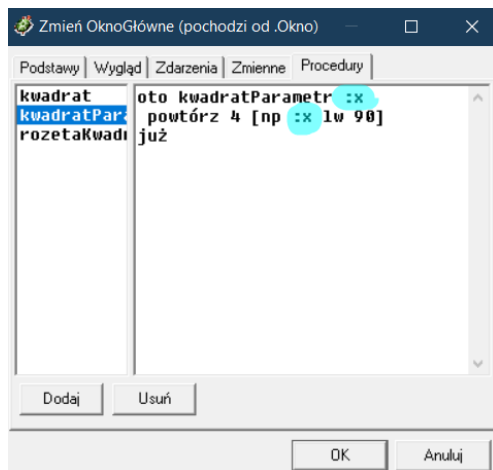 Zmień OknoGłówne (pochodzi od .Okno)
Podstawy Wygląd Zdarzenia Zmienne Procedury
kwadrat
kwadratPara
rozetaKwad
oto kwadratParametr :x
powtórz 4 [np :x lw 90]
już
Dodaj Usuń
OK Anuluj